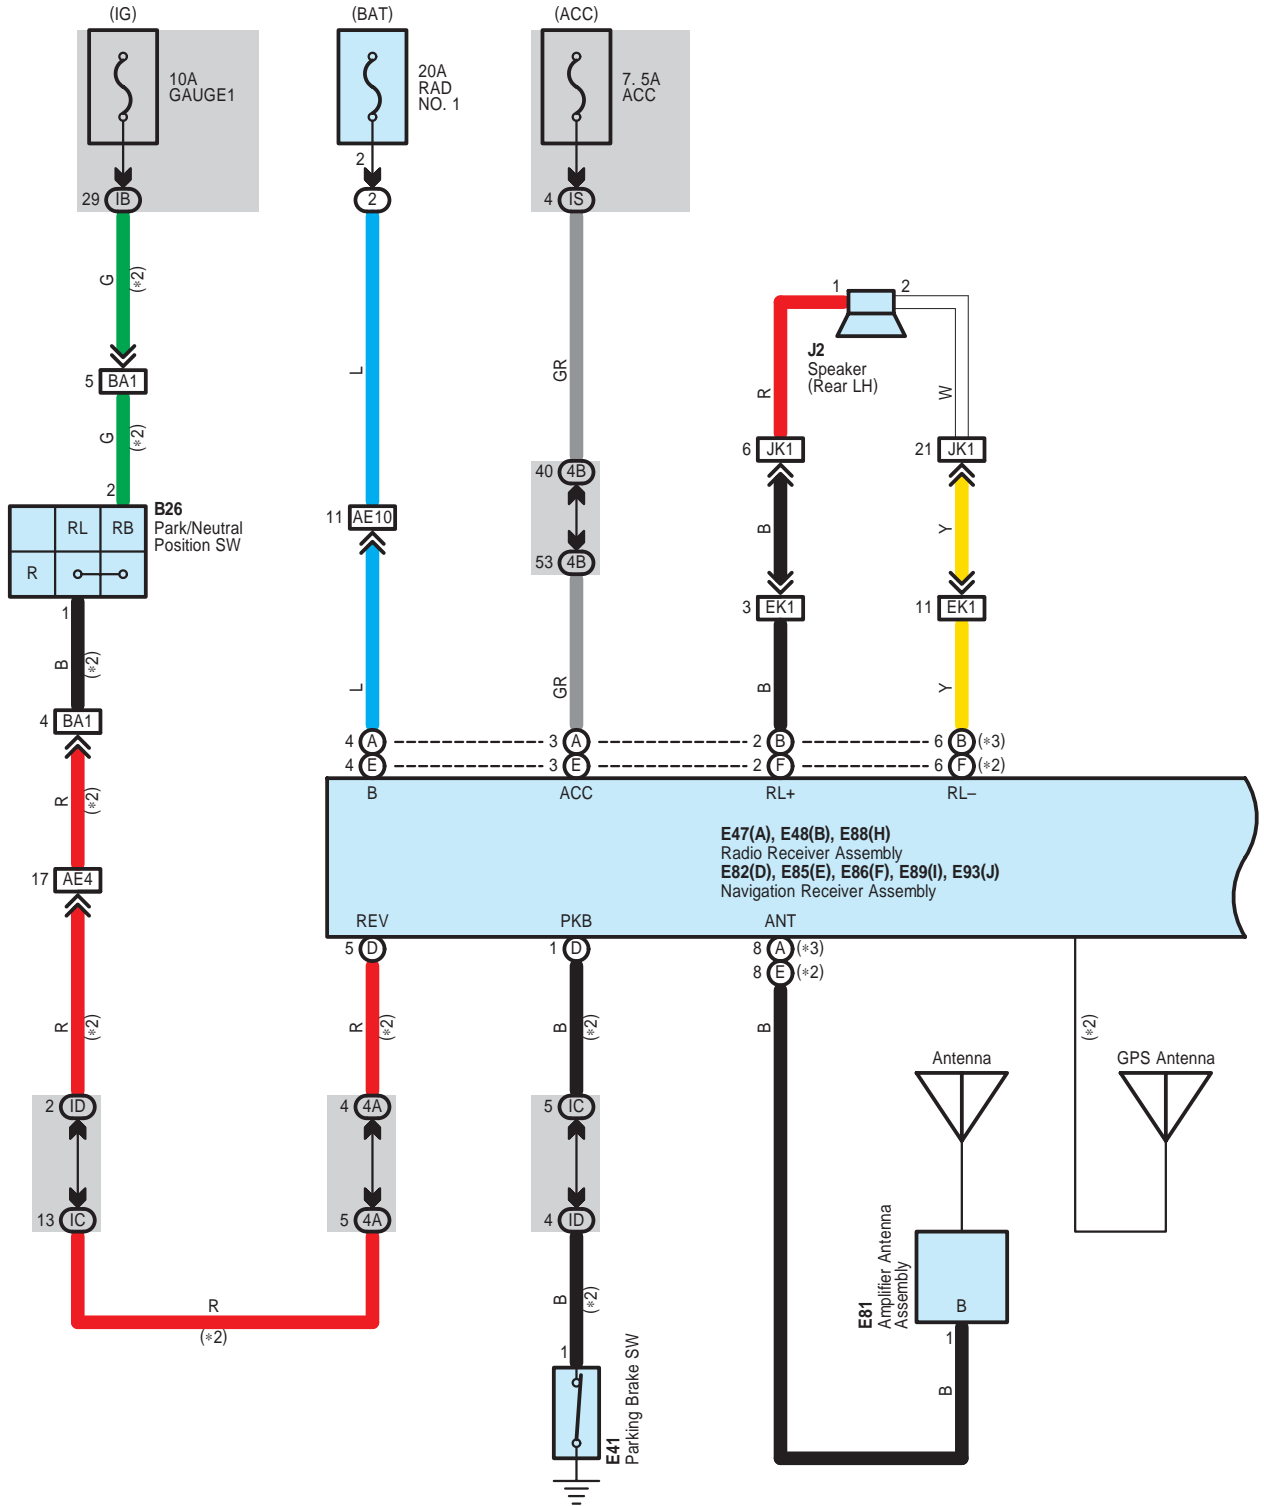 (IG)
(BAT)
(ACC)
10A
GAUGE1
20A
RAD
NO. 1
7. 5A
ACC
2
29 IB
2
4 IS
G
(*2)
1
2
J2
Speaker
(Rear LH)
L
GR
R
W
5 BA1
G
(*2)
6 JK1
21 JK1
40 4B
2
B26
Park/Neutral
Position SW
RL
RB
R
11 AE10
B
Y
53 4B
1
3 EK1
11 EK1
B
(*2)
L
GR
B
Y
4 BA1
4 A
3 A
2 B
6 B (*3)
4 E
3 E
2 F
6 F (*2)
B
ACC
RL+
RL–
R
(*2)
E47(A), E48(B), E88(H)
Radio Receiver Assembly
E82(D), E85(E), E86(F), E89(I), E93(J)
Navigation Receiver Assembly
17 AE4
REV
PKB
ANT
5 D
1 D
8 A (*3)
8 E (*2)
R
(*2)
R
(*2)
B
(*2)
B
(*2)
Antenna
GPS Antenna
2 ID
4 4A
5 IC
13 IC
5 4A
4 ID
E81
Amplifier Antenna
Assembly
B
1
R
(*2)
B
(*2)
1
B
E41
Parking Brake SW